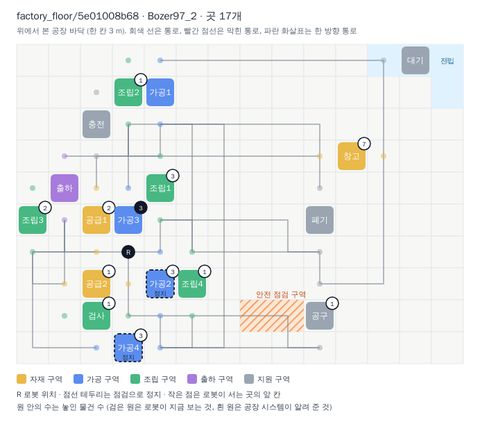 factory_floor/5e01008b68 · Bozer97_2 · 곳 17개
위에서 본 공장 바닥 (한 칸 3 m). 회색 선은 통로, 빨간 점선은 막힌 통로, 파란 화살표는 한 방향 통로
대기
전립
조립2 1
가공1
충전
창고 7
출하
조립1 3
조립3 2
공급1 2
가공3 3
폐기
R
공급2 1
가공2 3
정지
조립4 1
안전 점검 구역
검사 1
공구 1
가공4 3
정지
자재 구역 가공 구역 조립 구역 출하 구역 지원 구역
R 로봇 위치 · 점선 테두리는 점검으로 정지 · 작은 점은 로봇이 서는 곳의 앞 칸
원 안의 수는 놓인 물건 수 (검은 원은 로봇이 지금 보는 것, 흰 원은 공장 시스템이 알려 준 것)